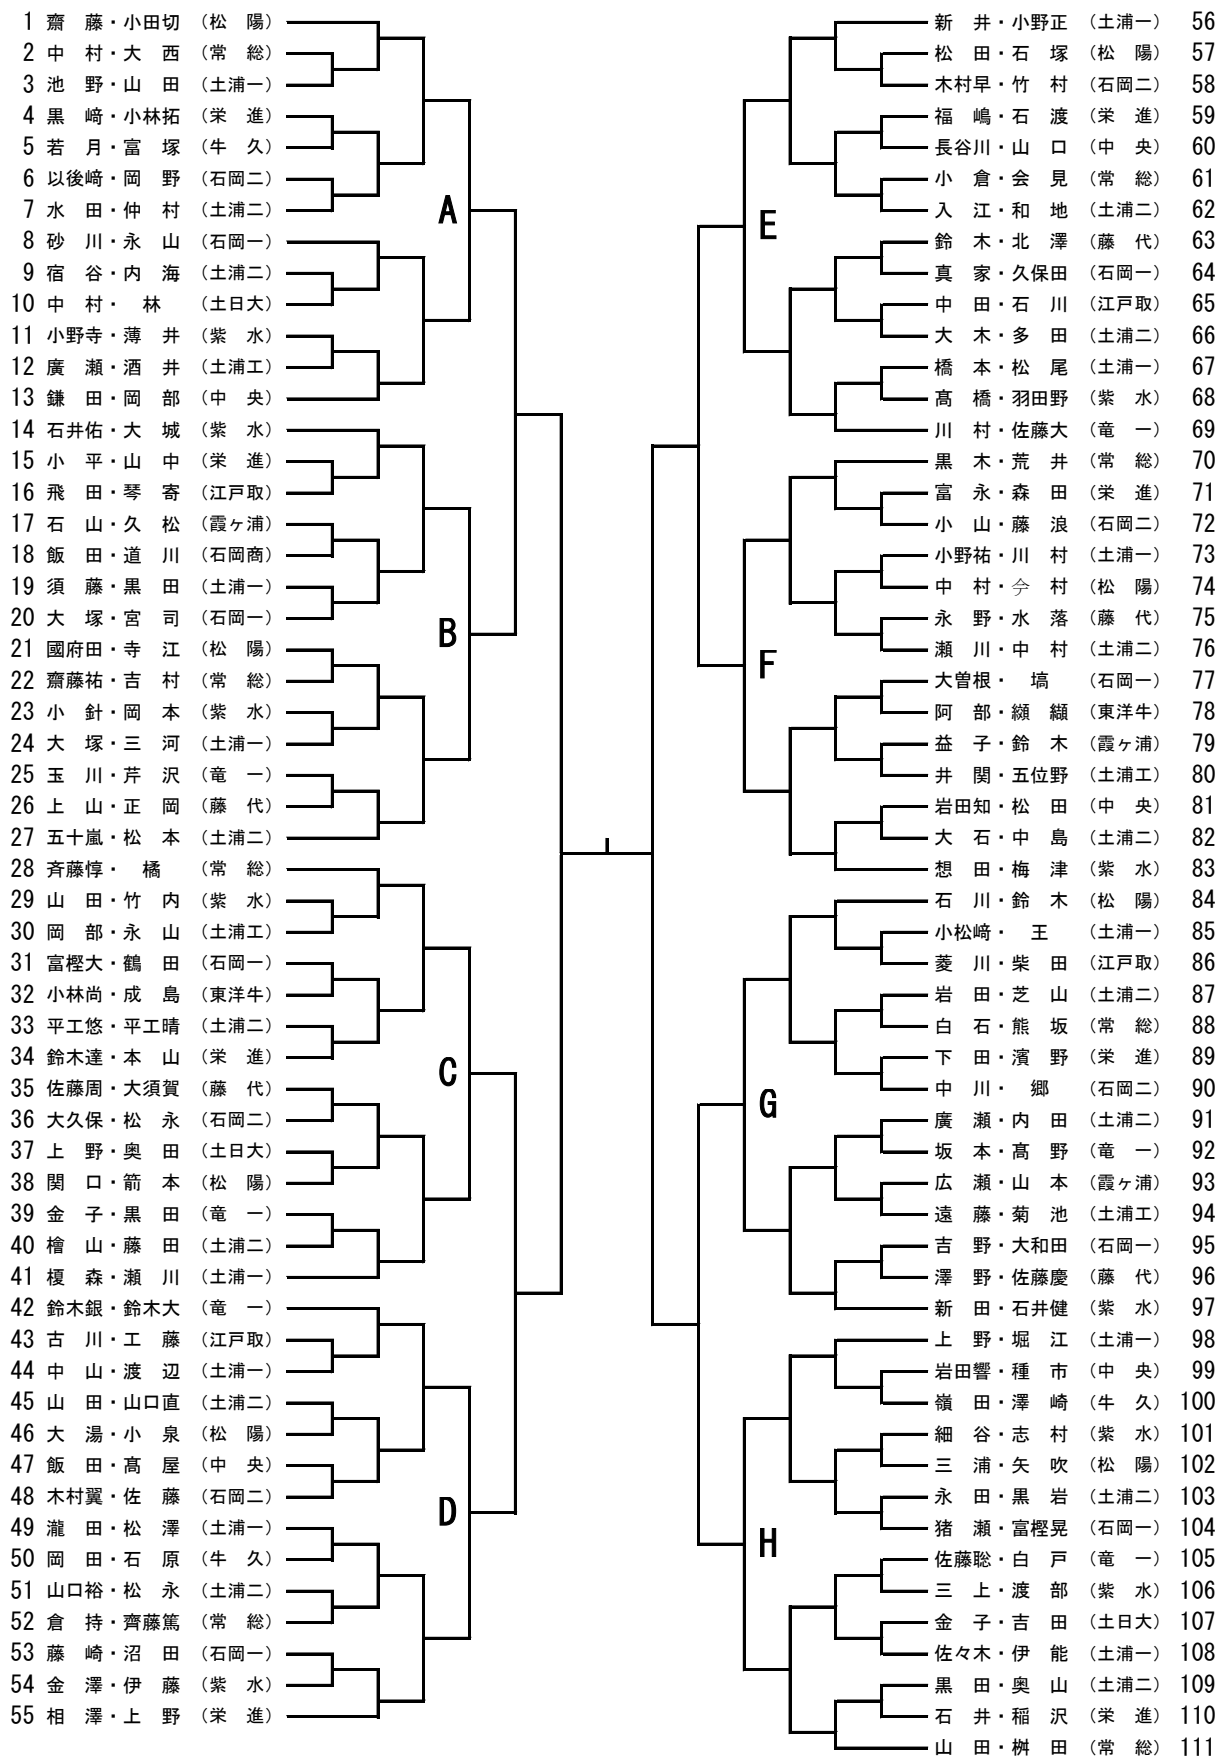 1 齋　藤・小田切 （松　陽）
2 中　村・大　西 （常　総）
3 池　野・山　田 （土浦一）
4 黒　﨑・小林拓 （栄　進）
5 若　月・富　塚 （牛　久）
6 以後﨑・岡　野 （石岡二）
7 水　田・仲　村 （土浦二）
8 砂　川・永　山 （石岡一）
9 宿　谷・内　海 （土浦二）
10 中　村・　林　 （土日大）
11 小野寺・薄　井 （紫　水）
12 廣　瀬・酒　井 （土浦工）
13 鎌　田・岡　部 （中　央）
A
14 石井佑・大　城 （紫　水）
15 小　平・山　中 （栄　進）
16 飛　田・琴　寄 （江戸取）
17 石　山・久　松 （霞ヶ浦）
18 飯　田・道　川 （石岡商）
19 須　藤・黒　田 （土浦一）
20 大　塚・宮　司 （石岡一）
21 國府田・寺　江 （松　陽）
22 齋藤祐・吉　村 （常　総）
23 小　針・岡　本 （紫　水）
24 大　塚・三　河 （土浦一）
25 玉　川・芹　沢 （竜　一）
26 上　山・正　岡 （藤　代）
27 五十嵐・松　本 （土浦二）
B
28 斉藤惇・　橘　 （常　総）
29 山　田・竹　内 （紫　水）
30 岡　部・永　山 （土浦工）
31 富樫大・鶴　田 （石岡一）
32 小林尚・成　島 （東洋牛）
33 平工悠・平工晴 （土浦二）
34 鈴木達・本　山 （栄　進）
35 佐藤周・大須賀 （藤　代）
36 大久保・松　永 （石岡二）
37 上　野・奥　田 （土日大）
38 関　口・箭　本 （松　陽）
39 金　子・黒　田 （竜　一）
40 檜　山・藤　田 （土浦二）
41 榎　森・瀬　川 （土浦一）
C
42 鈴木銀・鈴木大 （竜　一）
43 古　川・工　藤 （江戸取）
44 中　山・渡　辺 （土浦一）
45 山　田・山口直 （土浦二）
46 大　湯・小　泉 （松　陽）
47 飯　田・髙　屋 （中　央）
48 木村翼・佐　藤 （石岡二）
49 瀧　田・松　澤 （土浦一）
50 岡　田・石　原 （牛　久）
51 山口裕・松　永 （土浦二）
52 倉　持・齊藤篤 （常　総）
53 藤　崎・沼　田 （石岡一）
54 金　澤・伊　藤 （紫　水）
55 相　澤・上　野 （栄　進）
D
新　井・小野正 （土浦一） 56
松　田・石　塚 （松　陽） 57
木村早・竹　村 （石岡二） 58
福　嶋・石　渡 （栄　進） 59
長谷川・山　口 （中　央） 60
小　倉・会　見 （常　総） 61
入　江・和　地 （土浦二） 62
鈴　木・北　澤 （藤　代） 63
真　家・久保田 （石岡一） 64
中　田・石　川 （江戸取） 65
大　木・多　田 （土浦二） 66
橋　本・松　尾 （土浦一） 67
髙　橋・羽田野 （紫　水） 68
川　村・佐藤大 （竜　一） 69
E
黒　木・荒　井 （常　総） 70
富　永・森　田 （栄　進） 71
小　山・藤　浪 （石岡二） 72
小野祐・川　村 （土浦一） 73
中　村・今　村 （松　陽） 74
永　野・水　落 （藤　代） 75
瀬　川・中　村 （土浦二） 76
大曽根・　塙　 （石岡一） 77
阿　部・纐　纈 （東洋牛） 78
益　子・鈴　木 （霞ヶ浦） 79
井　関・五位野 （土浦工） 80
岩田知・松　田 （中　央） 81
大　石・中　島 （土浦二） 82
想　田・梅　津 （紫　水） 83
F
石　川・鈴　木 （松　陽） 84
小松﨑・　王　 （土浦一） 85
菱　川・柴　田 （江戸取） 86
岩　田・芝　山 （土浦二） 87
白　石・熊　坂 （常　総） 88
下　田・濱　野 （栄　進） 89
中　川・　郷　 （石岡二） 90
廣　瀬・内　田 （土浦二） 91
坂　本・髙　野 （竜　一） 92
広　瀬・山　本 （霞ヶ浦） 93
遠　藤・菊　池 （土浦工） 94
吉　野・大和田 （石岡一） 95
澤　野・佐藤慶 （藤　代） 96
新　田・石井健 （紫　水） 97
G
上　野・堀　江 （土浦一） 98
岩田響・種　市 （中　央） 99
嶺　田・澤　崎 （牛　久） 100
細　谷・志　村 （紫　水） 101
三　浦・矢　吹 （松　陽） 102
永　田・黒　岩 （土浦二） 103
猪　瀬・富樫晃 （石岡一） 104
佐藤聡・白　戸 （竜　一） 105
三　上・渡　部 （紫　水） 106
金　子・吉　田 （土日大） 107
佐々木・伊　能 （土浦一） 108
黒　田・奥　山 （土浦二） 109
石　井・稲　沢 （栄　進） 110
山　田・桝　田 （常　総） 111
H